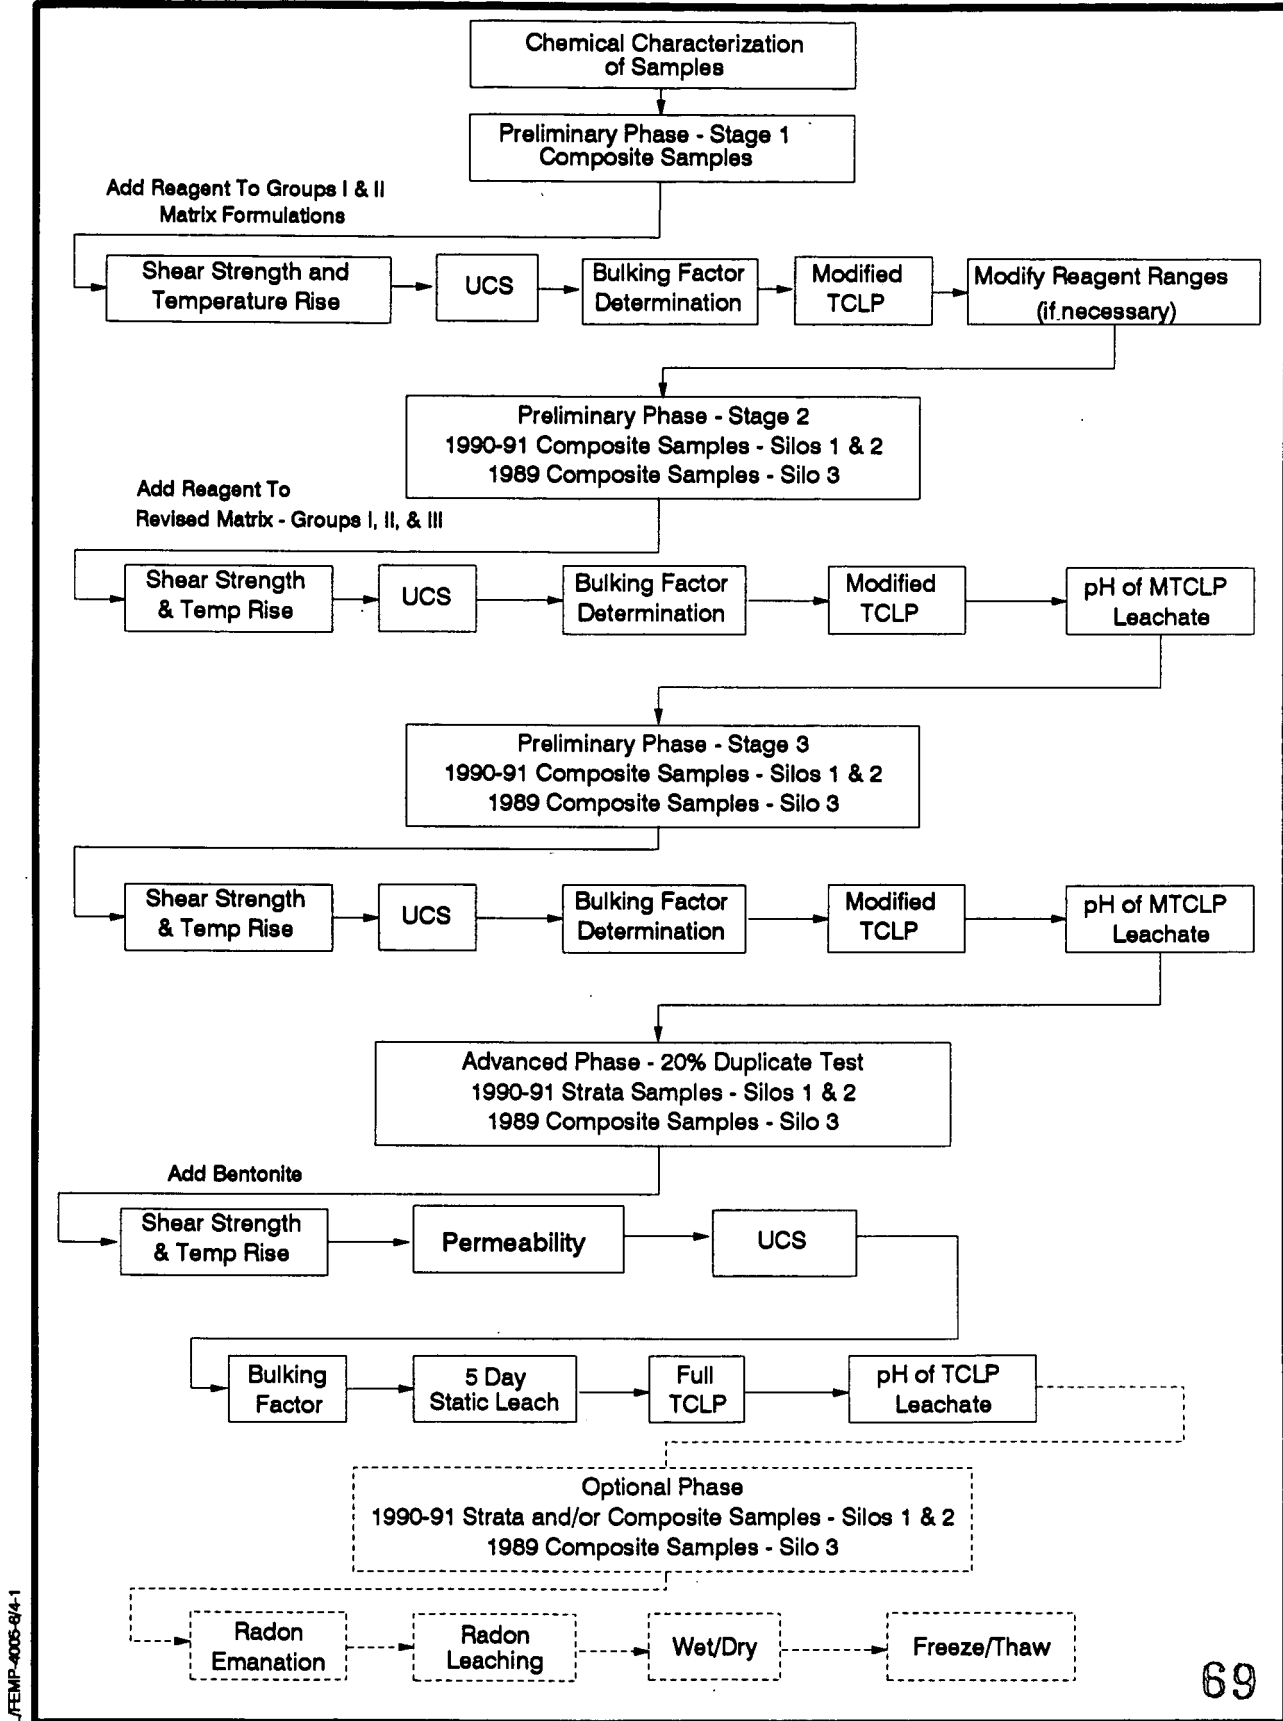 Chemical Characterization
of Samples
Preliminary Phase - Stage 1
Composite Samples
Add Reagent To Groups I & II
Matrix Formulations
Shear Strength and
Temperature Rise
UCS
Bulking Factor
Determination
Modified
TCLP
Modify Reagent Ranges
(if necessary)
Preliminary Phase - Stage 2
1990-91 Composite Samples - Silos 1 & 2
1989 Composite Samples - Silo 3
Add Reagent To
Revised Matrix - Groups I, II, & III
Shear Strength
& Temp Rise
UCS
Bulking Factor
Determination
Modified
TCLP
pH of MTCLP
Leachate
Preliminary Phase - Stage 3
1990-91 Composite Samples - Silos 1 & 2
1989 Composite Samples - Silo 3
Shear Strength
& Temp Rise
UCS
Bulking Factor
Determination
Modified
TCLP
pH of MTCLP
Leachate
Advanced Phase - 20% Duplicate Test
1990-91 Strata Samples - Silos 1 & 2
1989 Composite Samples - Silo 3
Add Bentonite
Shear Strength
& Temp Rise
Permeability
UCS
Bulking
Factor
5 Day
Static Leach
Full
TCLP
pH of TCLP
Leachate
Optional Phase
1990-91 Strata and/or Composite Samples - Silos 1 & 2
1989 Composite Samples - Silo 3
Radon
Emanation
Radon
Leaching
Wet/Dry
Freeze/Thaw
/FEMP-4005-6/4-1
69